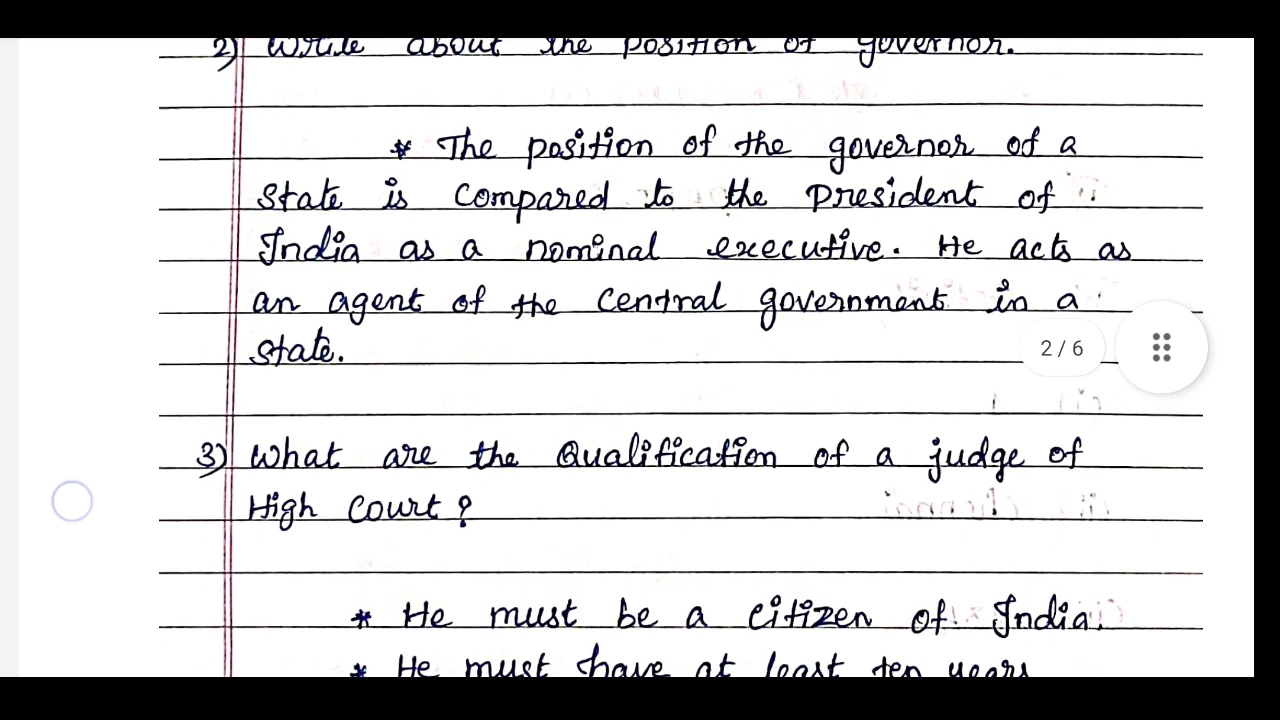 2) Write about the position of governor.
* The position of the governor of a
State is compared to the president of
India as a nominal executive. He acts as
an agent of the central government in a
state.
2 / 6
3) What are the Qualification of a judge of
High Court?
* He must be a citizen of India.
* He must have at least ten years